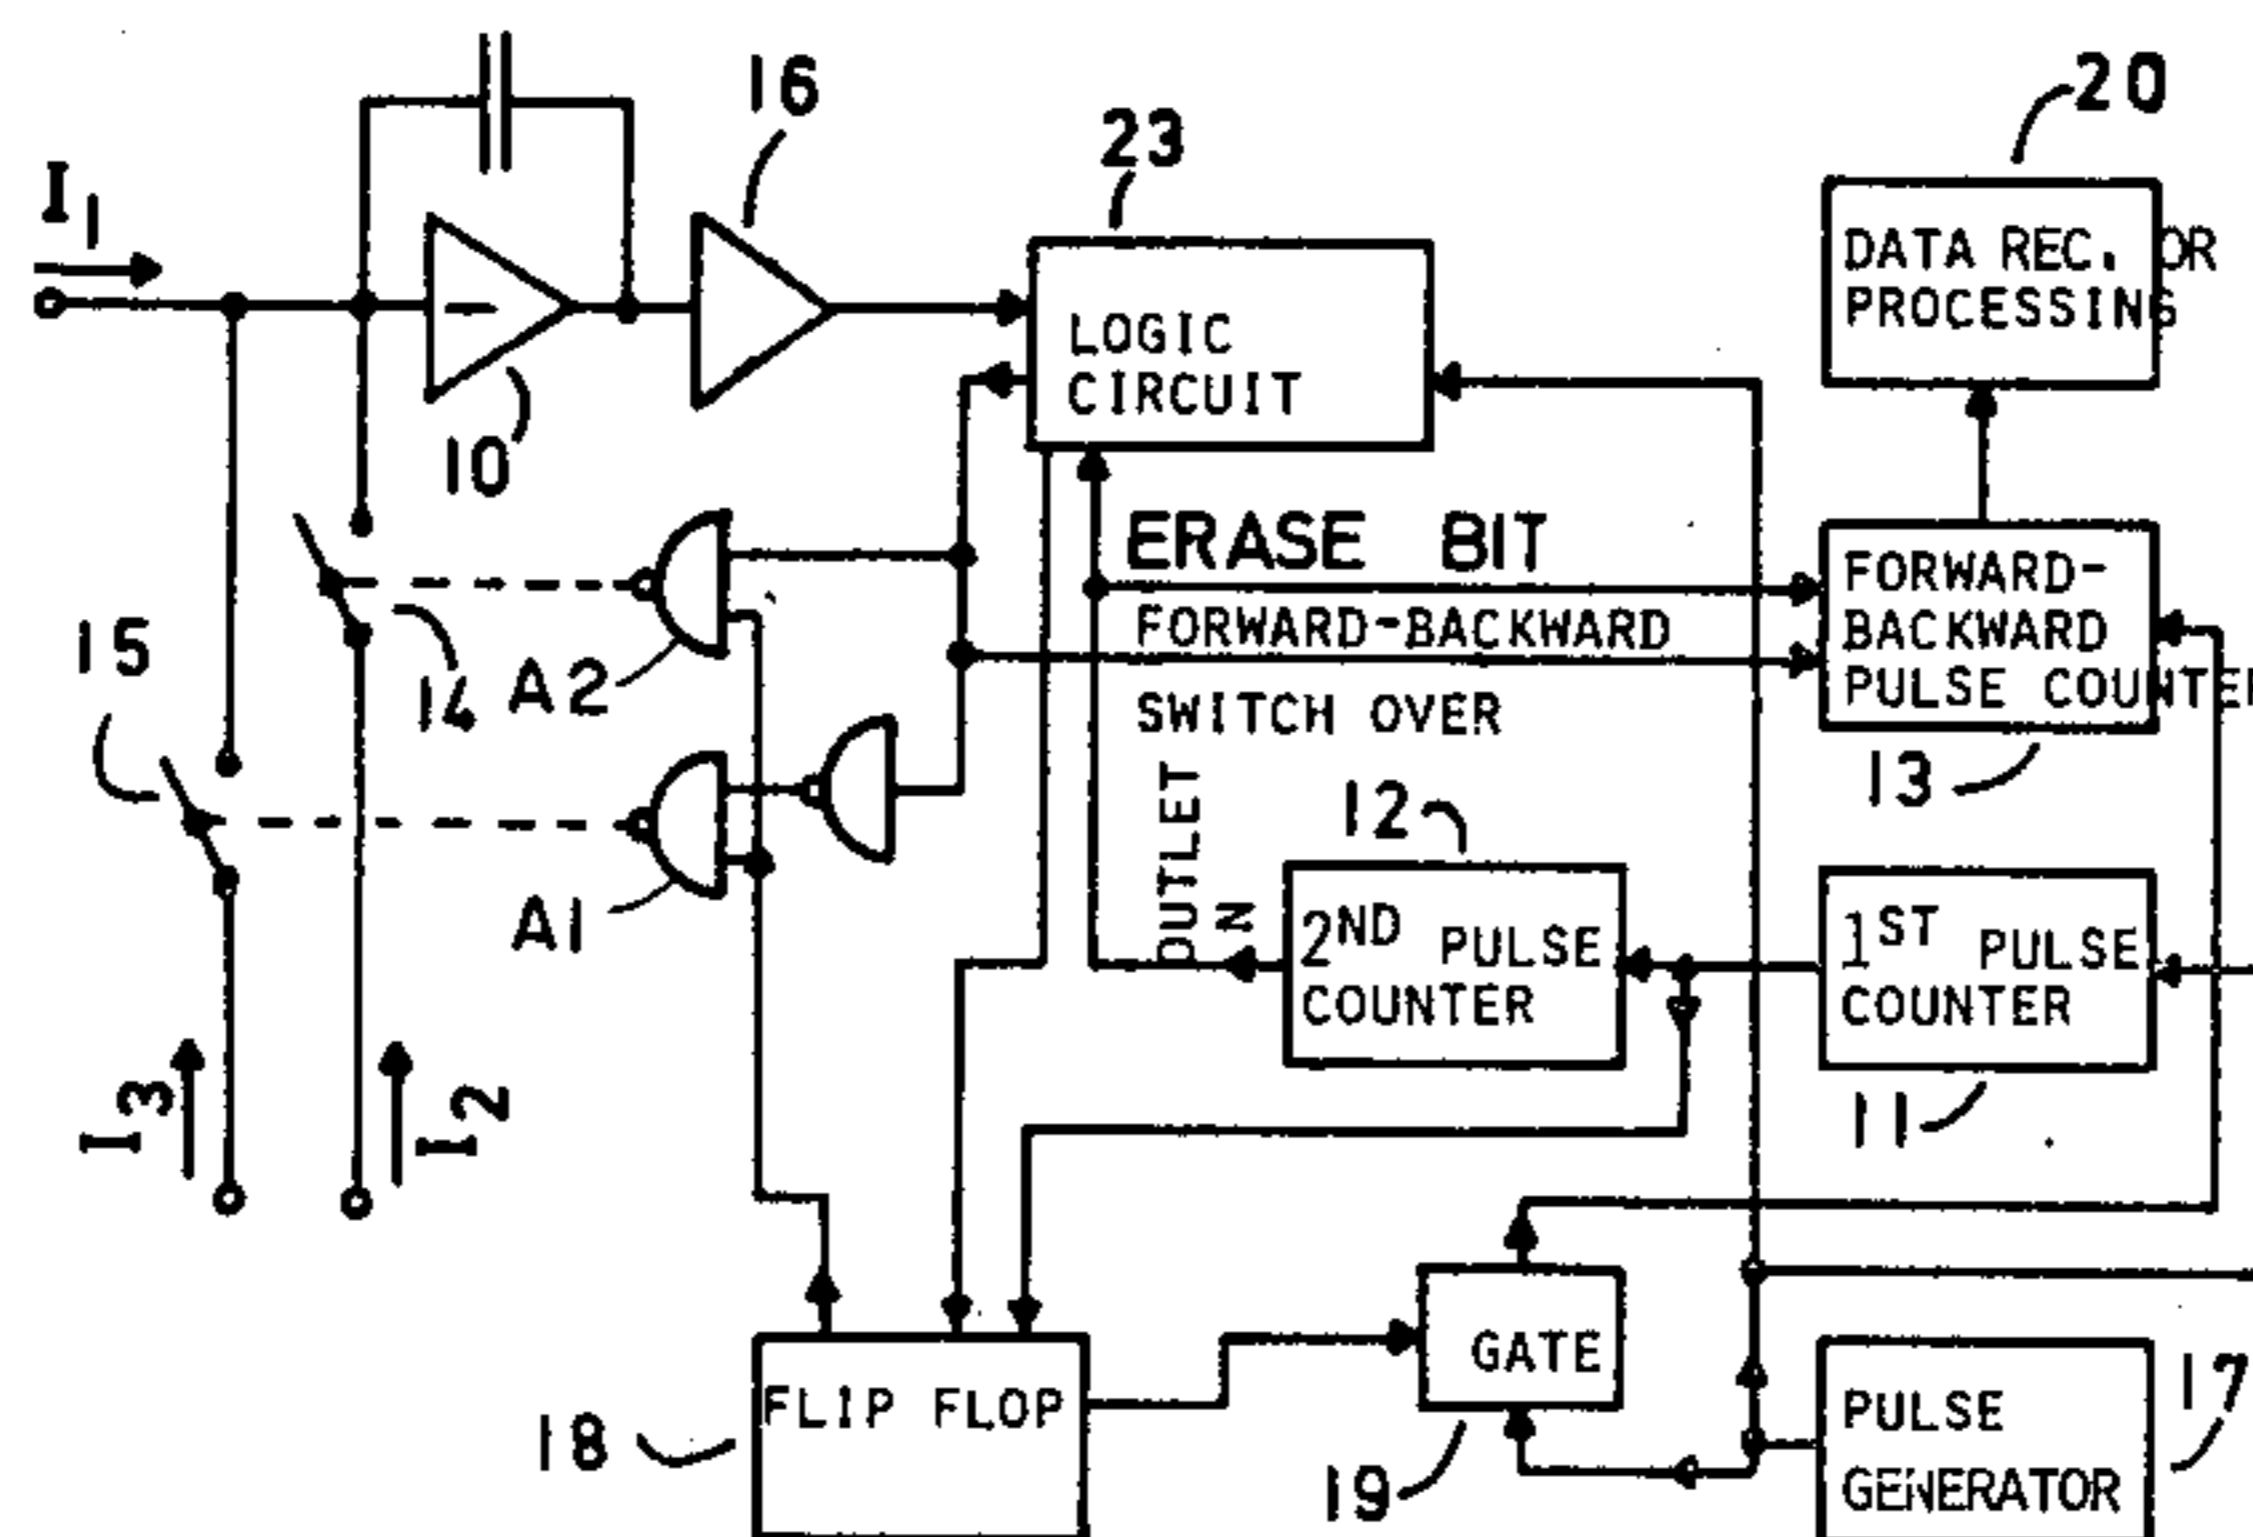 16
20
23
I1
DATA REC. OR
PROCESSING
LOGIC
CIRCUIT
10
ERASE BIT
FORWARD-
BACKWARD
PULSE COUNTER
FORWARD-BACKWARD
SWITCH OVER
15
14
A2
13
12
OUTLET
N
A1
2ND PULSE
COUNTER
1ST PULSE
COUNTER
I3
I2
11
GATE
FLIP FLOP
18
19
PULSE
GENERATOR
17